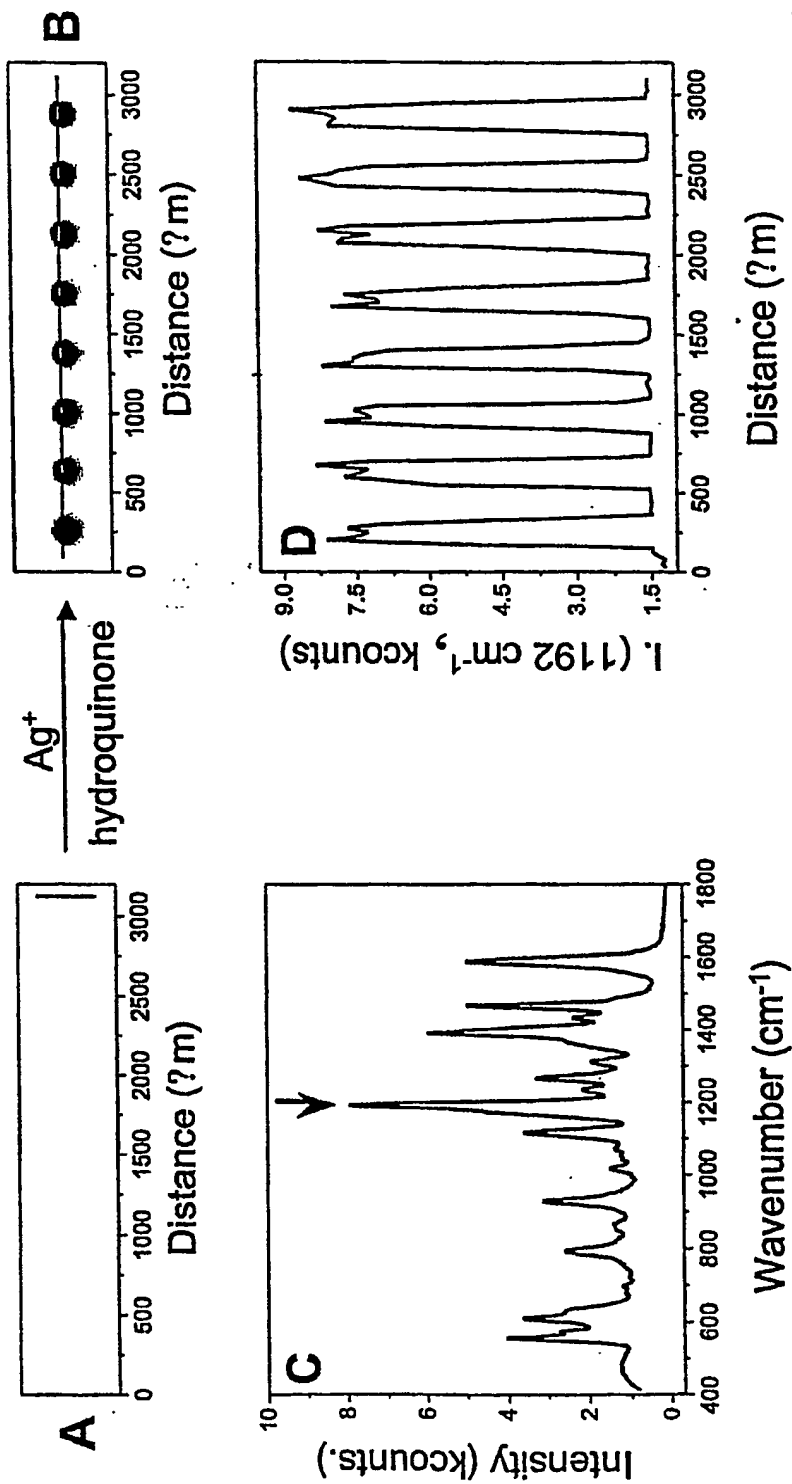 A
0 500 1000 1500 2000 2500 3000
Distance (?m)
Ag⁺
hydroquinone
B
0 500 1000 1500 2000 2500 3000
Distance (?m)
C
10
8
6
4
2
0
Intensity (kcounts.)
400 600 800 1000 1200 1400 1600 1800
Wavenumber (cm⁻¹)
D
9.0
7.5
6.0
4.5
3.0
1.5
I. (1192 cm⁻¹, kcounts)
0 500 1000 1500 2000 2500 3000
Distance (?m)